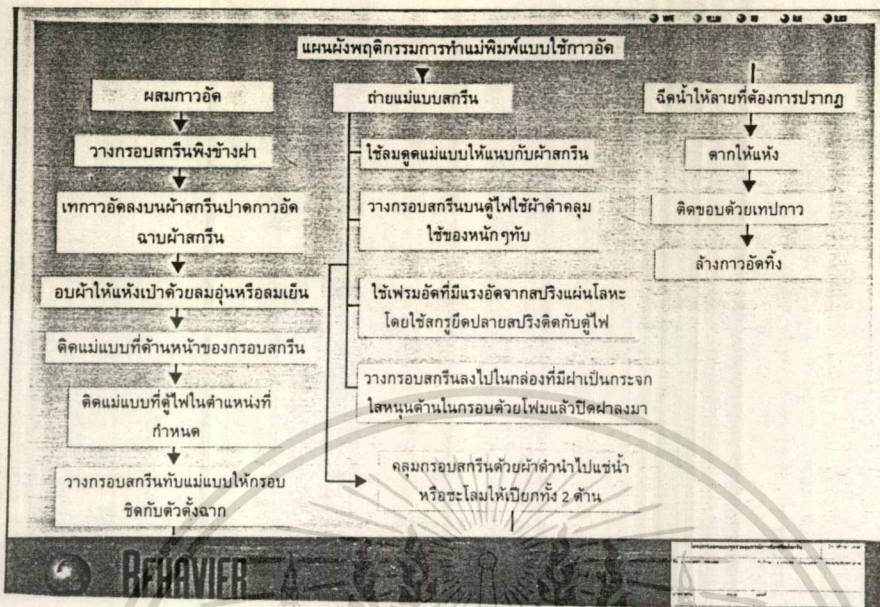 แผนผังพฤติกรรมการทำแม่พิมพ์แบบใช้กาวอัด
ผสมกาวอัด
วางกรอบสกรีนพิงข้างฝา
เทกาวอัดลงบนผ้าสกรีนปาดกาวอัด
ฉาบผ้าสกรีน
อบผ้าให้แห้งเป่าด้วยลมอุ่นหรือลมเย็น
ติดแม่แบบที่ด้านหน้าของกรอบสกรีน
ติดแม่แบบที่ตู้ไฟในตำแหน่งที่
กำหนด
วางกรอบสกรีนทับแม่แบบให้กรอบ
ชิดกับตัวตั้งฉาก
ถ่ายแม่แบบสกรีน
ใช้ลมดูดแม่แบบให้แนบกับผ้าสกรีน
วางกรอบสกรีนบนตู้ไฟใช้ผ้าดำคลุม
ใช้ของหนักๆทับ
ใช้เฟรมอัดที่มีแรงอัดจากสปริงแผ่นโลหะ
โดยใช้สกรูยึดปลายสปริงติดกับตู้ไฟ
วางกรอบสกรีนลงไปในกล่องที่มีฝาเป็นกระจก
ใสหนุนด้านในกรอบด้วยโฟมแล้วปิดฝาลงมา
คลุมกรอบสกรีนด้วยผ้าดำนำไปแช่น้ำ
หรือชะโลมให้เปียกทั้ง 2 ด้าน
ฉีดน้ำให้ลายที่ต้องการปรากฏ
ตากให้แห้ง
ติดขอบด้วยเทปกาว
ล้างกาวอัดทิ้ง
BEHAVIER